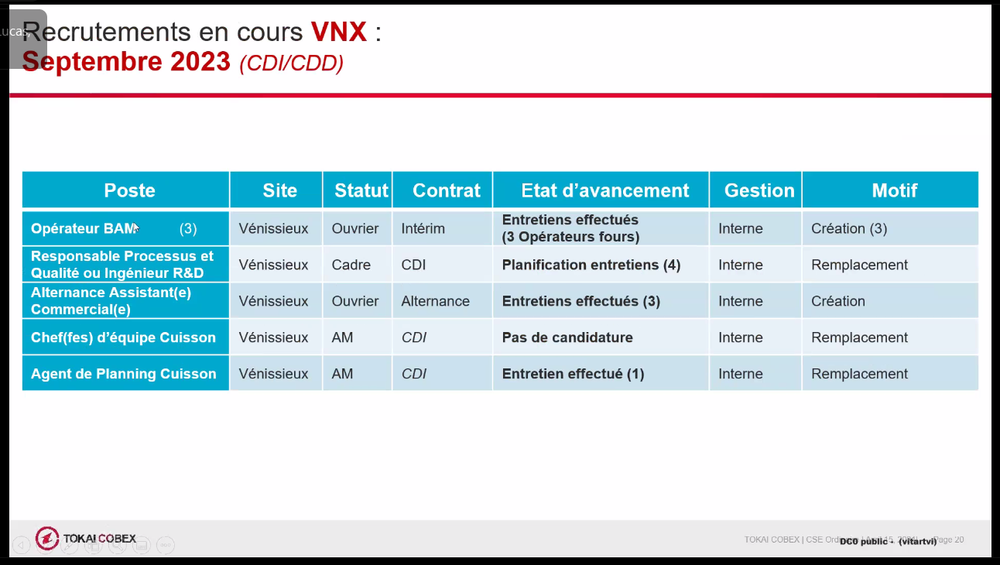 ucas,
Recrutements en cours VNX :
Septembre 2023 (CDI/CDD)
Poste Site Statut Contrat Etat d’avancement Gestion Motif
Opérateur BAM (3) Vénissieux Ouvrier Intérim Entretiens effectués
(3 Opérateurs fours) Interne Création (3)
Responsable Processus et
Qualité ou Ingénieur R&D Vénissieux Cadre CDI Planification entretiens (4) Interne Remplacement
Alternance Assistant(e)
Commercial(e) Vénissieux Ouvrier Alternance Entretiens effectués (3) Interne Création
Chef(fes) d’équipe Cuisson Vénissieux AM CDI Pas de candidature Interne Remplacement
Agent de Planning Cuisson Vénissieux AM CDI Entretien effectué (1) Interne Remplacement
TOKAI COBEX
TOKAI COBEX | CSE Page 20
DCO public - (vitartvi)